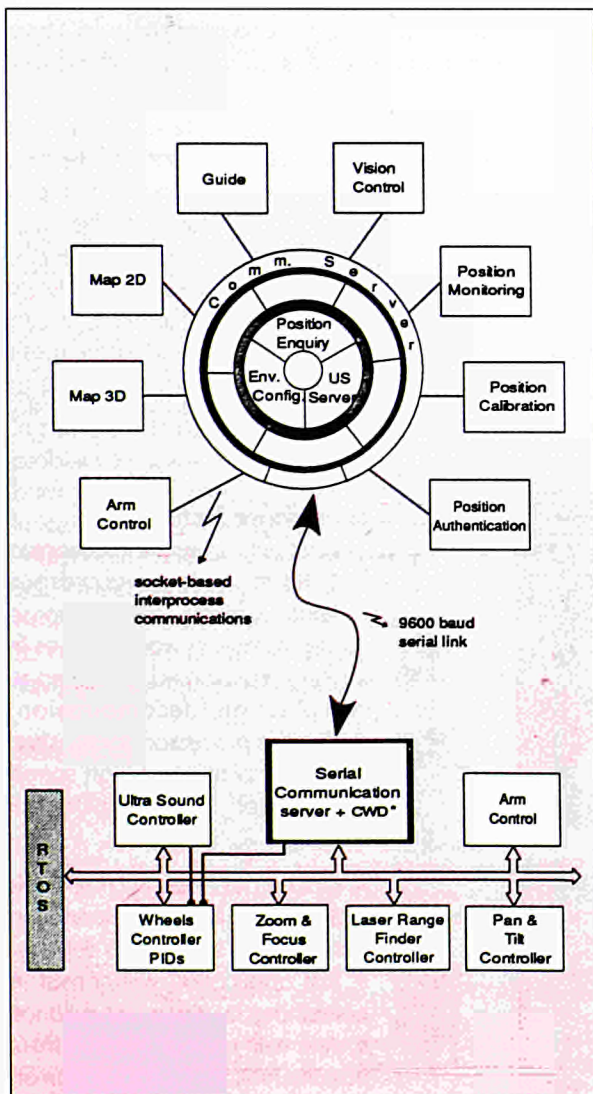 Guide
Vision
Control
Map 2D
Position
Monitoring
Comm. Server
Position
Enquiry
Env.
Config.
US
Server
Map 3D
Position
Calibration
Arm
Control
Position
Authentication
socket-based
interprocess
communications
9600 baud
serial link
Serial
Communication
server + CWD*
Ultra Sound
Controller
Arm
Control
RTOS
Wheels
Controller
PIDs
Zoom &
Focus
Controller
Laser Range
Finder
Controller
Pan &
Tilt
Controller